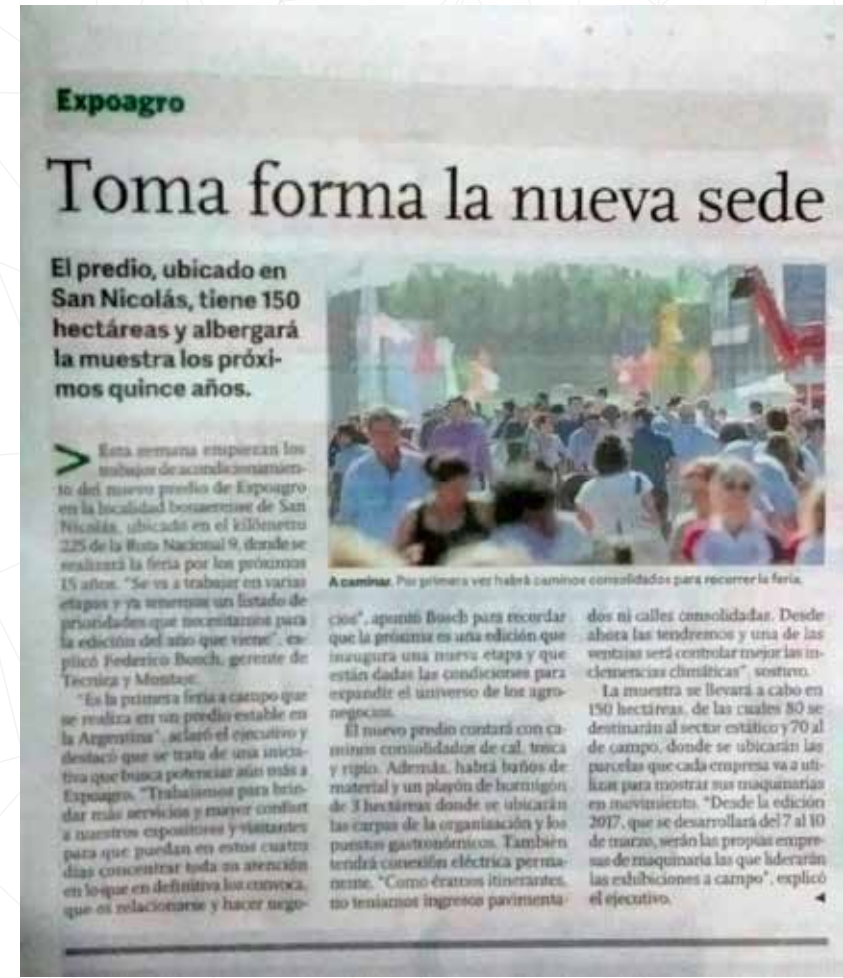 Expoagro
Toma forma la nueva sede
El predio, ubicado en
San Nicolás, tiene 150
hectáreas y albergará
la muestra los próxi-
mos quince años.
> Esta semana empiezan los
trabajos de acondicionamien-
to del nuevo predio de Expoagro
en la localidad bonaerense de San
Nicolás, ubicado en el kilómetro
225 de la Ruta Nacional 9, donde se
realizará la feria por los próximos
15 años. "Se va a trabajar en varias
etapas y ya tenemos un listado de
prioridades que necesitamos para
la edición del año que viene", ex-
plicó Federico Bosch, gerente de
Técnica y Montaje.
"Es la primera feria a campo que
se realiza en un predio estable en
la Argentina", aclaró el ejecutivo y
destacó que se trata de una inicia-
tiva que busca potenciar aún más a
Expoagro. "Trabajamos para brin-
dar más servicios y mayor confort
a nuestros expositores y visitantes
para que puedan en estos cuatro
días concentrar toda su atención
en lo que en definitiva los convoca,
que es relacionarse y hacer nego-
A caminar. Por primera vez habrá caminos consolidados para recorrer la feria.
cios", apuntó Bosch para recordar
que la próxima es una edición que
inaugura una nueva etapa y que
están dadas las condiciones para
expandir el universo de los agro-
negocios.
El nuevo predio contará con ca-
minos consolidados de cal, tosca
y ripio. Además, habrá baños de
material y un playón de hormigón
de 3 hectáreas donde se ubicarán
las carpas de la organización y los
puestos gastronómicos. También
tendrá conexión eléctrica perma-
nente. "Como éramos itinerantes,
no teníamos ingresos pavimenta-
dos ni calles consolidadas. Desde
ahora las tendremos y una de las
ventajas será controlar mejor las in-
clemencias climáticas", sostuvo.
La muestra se llevará a cabo en
150 hectáreas, de las cuales 80 se
destinarán al sector estático y 70 al
de campo, donde se ubicarán las
parcelas que cada empresa va a uti-
lizar para mostrar sus maquinarias
en movimiento. "Desde la edición
2017, que se desarrollará del 7 al 10
de marzo, serán las propias empre-
sas de maquinaria las que liderarán
las exhibiciones a campo", explicó
el ejecutivo.